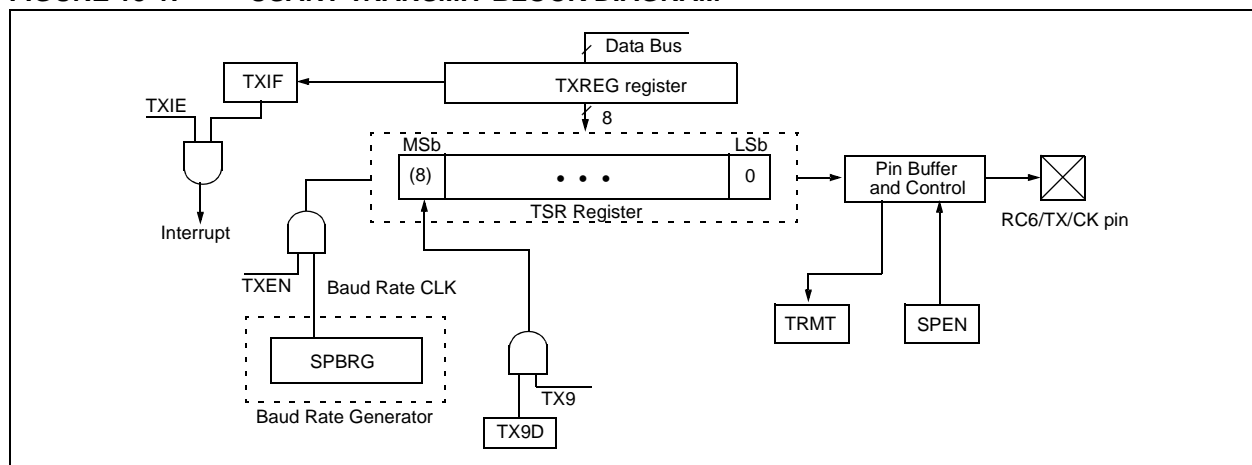 Data Bus
TXIF
TXREG register
TXIE
8
MSb
LSb
(8)
• • •
0
Pin Buffer
and Control
TSR Register
Interrupt
RC6/TX/CK pin
TXEN
Baud Rate CLK
TRMT
SPEN
SPBRG
TX9
Baud Rate Generator
TX9D